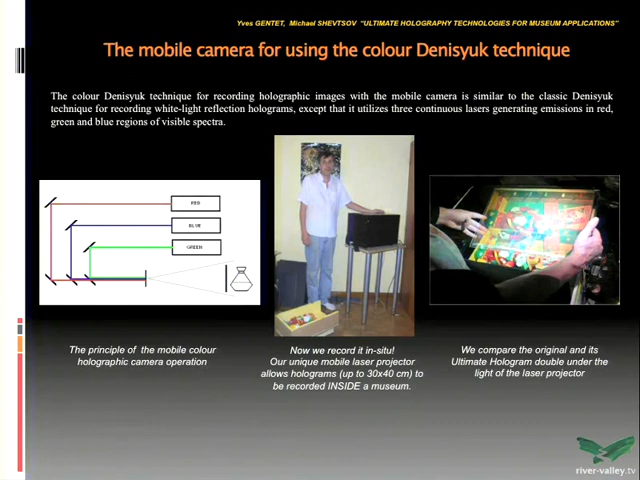 Yves GENTET, Michael SHEVTSOV "ULTIMATE HOLOGRAPHY TECHNOLOGIES FOR MUSEUM APPLICATIONS"
The mobile camera for using the colour Denisyuk technique
The colour Denisyuk technique for recording holographic images with the mobile camera is similar to the classic Denisyuk
technique for recording white-light reflection holograms, except that it utilizes three continuous lasers generating emissions in red,
green and blue regions of visible spectra.
RED
BLUE
GREEN
The principle of the mobile colour
holographic camera operation
Now we record it in-situ!
Our unique mobile laser projector
allows holograms (up to 30x40 cm) to
be recorded INSIDE a museum.
We compare the original and its
Ultimate Hologram double under the
light of the laser projector
river-valley.tv